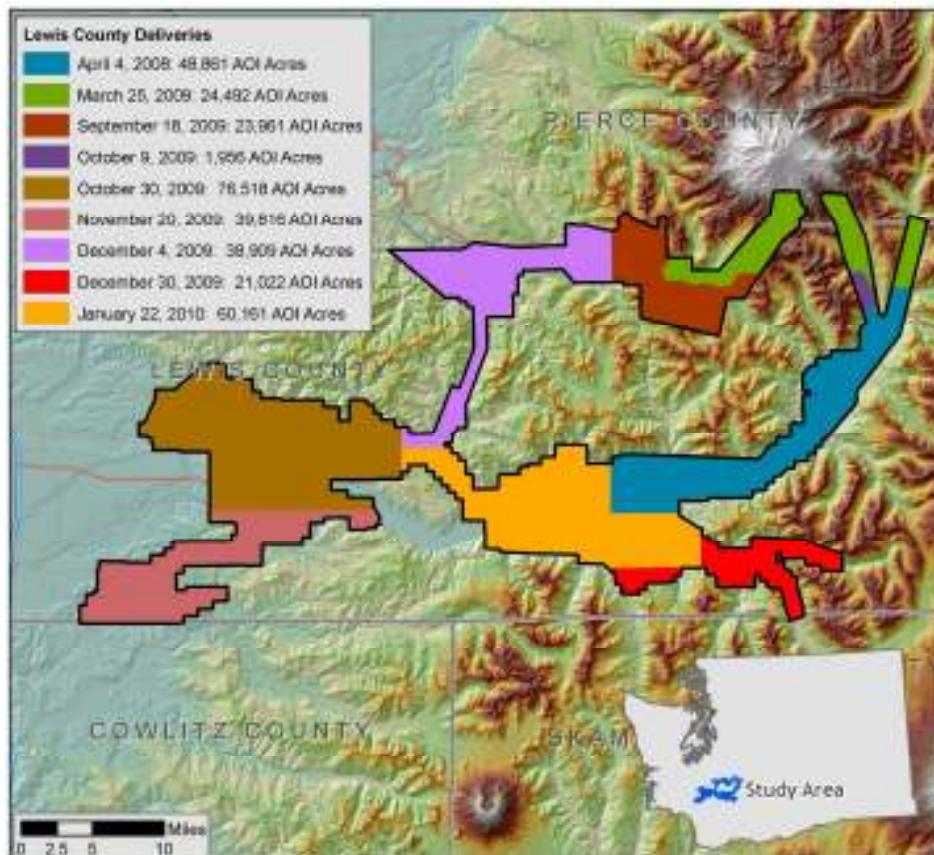 Lewis County Deliveries
April 4, 2008: 48,861 AOI Acres
March 25, 2009: 24,492 AOI Acres
September 18, 2009: 23,961 AOI Acres
October 9, 2009: 1,956 AOI Acres
October 30, 2009: 76,518 AOI Acres
November 20, 2009: 39,816 AOI Acres
December 4, 2009: 38,909 AOI Acres
December 30, 2009: 21,022 AOI Acres
January 22, 2010: 60,161 AOI Acres
PIERCE COUNTY
LEWIS COUNTY
COWLITZ COUNTY
SKAM
Study Area
Miles
0 2.5 5 10